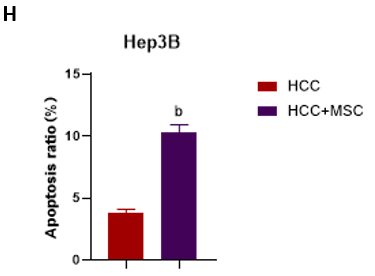 H
Hep3B
Apoptosis ratio (%)
15
10
5
0
b
HCC
HCC+MSC